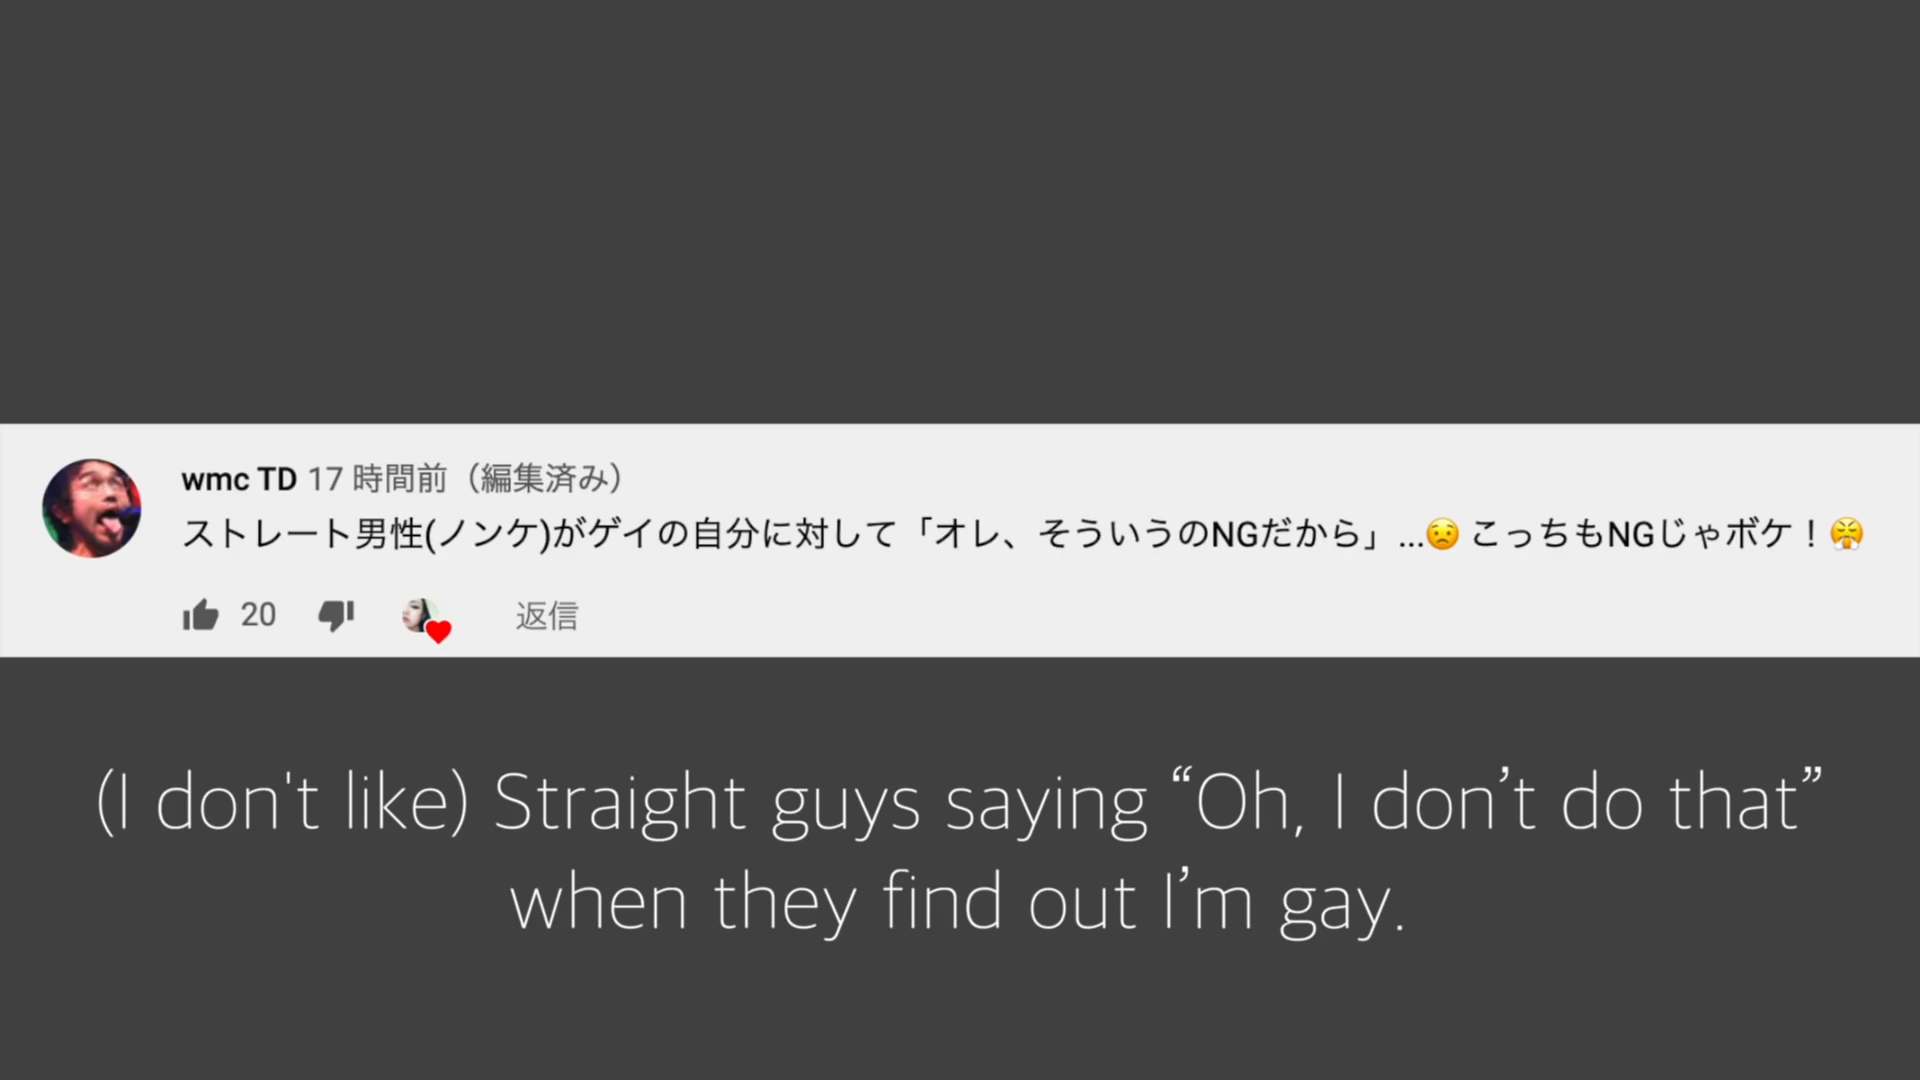 wmc TD 17 時間前（編集済み）
ストレート男性(ノンケ)がゲイの自分に対して「オレ、そういうのNGだから」...😟 こっちもNGじゃボケ！😤
20 返信
(I don't like) Straight guys saying “Oh, I don’t do that”
when they find out I’m gay.